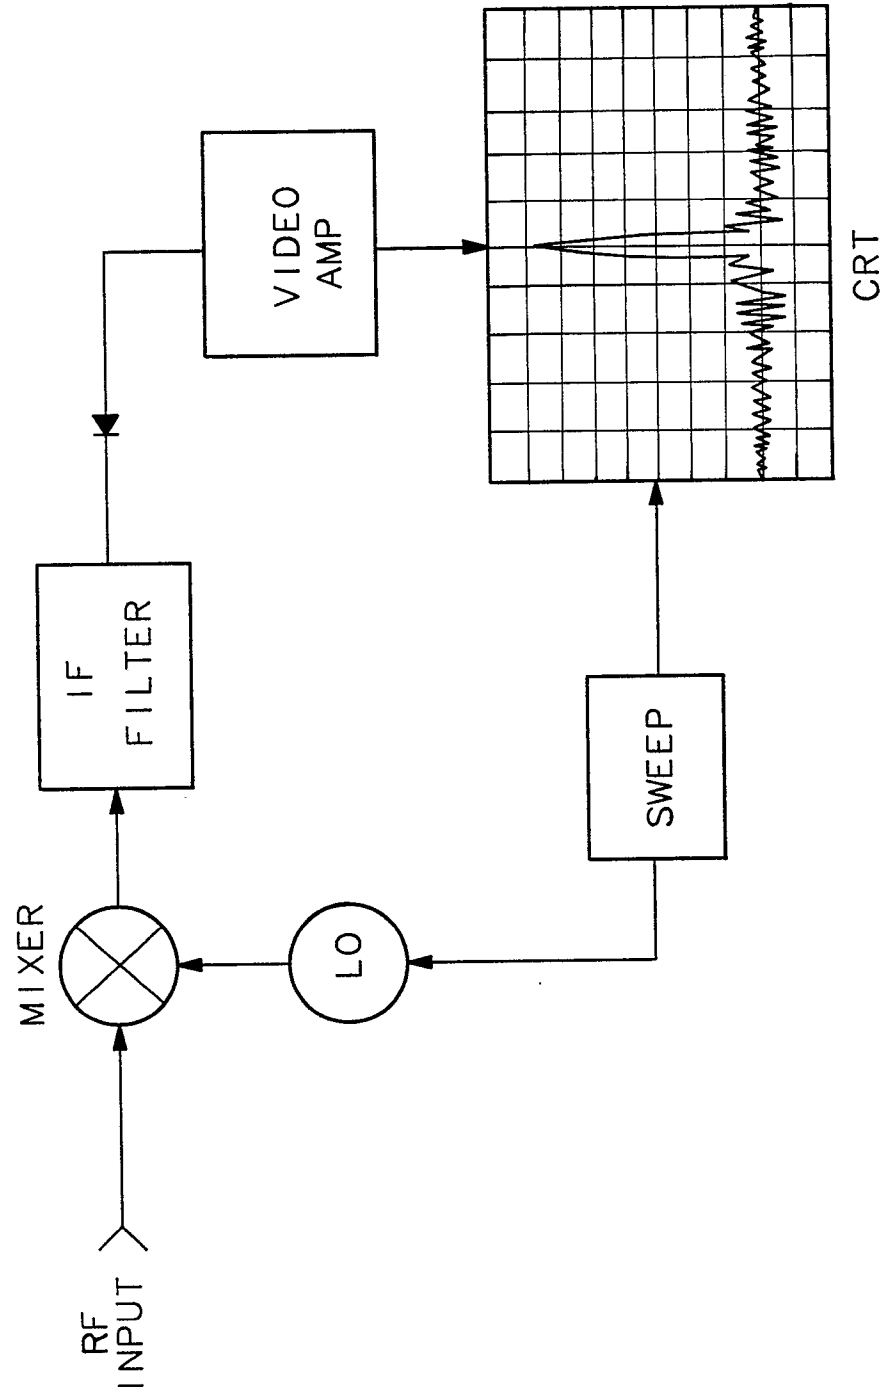 RF
INPUT
MIXER
LO
IF
FILTER
SWEEP
VIDEO
AMP
CRT